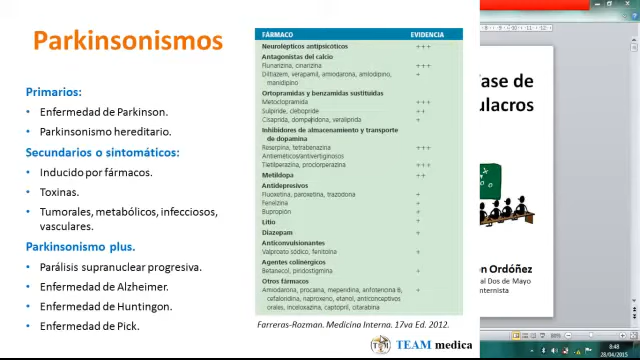 Parkinsonismos
Primarios:
• Enfermedad de Parkinson.
• Parkinsonismo hereditario.
Secundarios o sintomáticos:
• Inducido por fármacos.
• Toxinas.
• Tumorales, metabólicos, infecciosos,
vasculares.
Parkinsonismo plus.
• Parálisis supranuclear progresiva.
• Enfermedad de Alzheimer.
• Enfermedad de Huntington.
• Enfermedad de Pick.
FÁRMACO EVIDENCIA
Neurolépticos antipsicóticos +++
Antagonistas del calcio
Flunarizina, cinarizina +++
Diltiazem, verapamil, amiodarona, amlodipino, +
manidipino
Ortopramidas y benzamidas sustituidas
Metoclopramida +++
Sulpiride, clebopride ++
Cisaprida, domperidona, veraliprida +
Inhibidores de almacenamiento y transporte
de dopamina
Reserpina, tetrabenazina +++
Antieméticos/antivertiginosos
Tietilperazina, proclorperazina +++
Metildopa ++
Antidepresivos
Fluoxetina, paroxetina, trazodona +
Fenelzina +
Bupropión +
Litio +
Diazepam +
Anticonvulsionantes
Valproato sódico, fenitoína +
Agentes colinérgicos
Betanecol, piridostigmina +
Otros fármacos
Amiodarona, procaína, meperidina, anfotericina B, +
cefaloridina, naproxeno, etanol, anticonceptivos
orales, inceloxazina, captopril, citarabina
Farreras-Rozman. Medicina Interna. 17va Ed. 2012.
TEAM medica
ase de
ulacros
n Ordóñez
al Dos de Mayo
nternista
8:48
28/04/2015